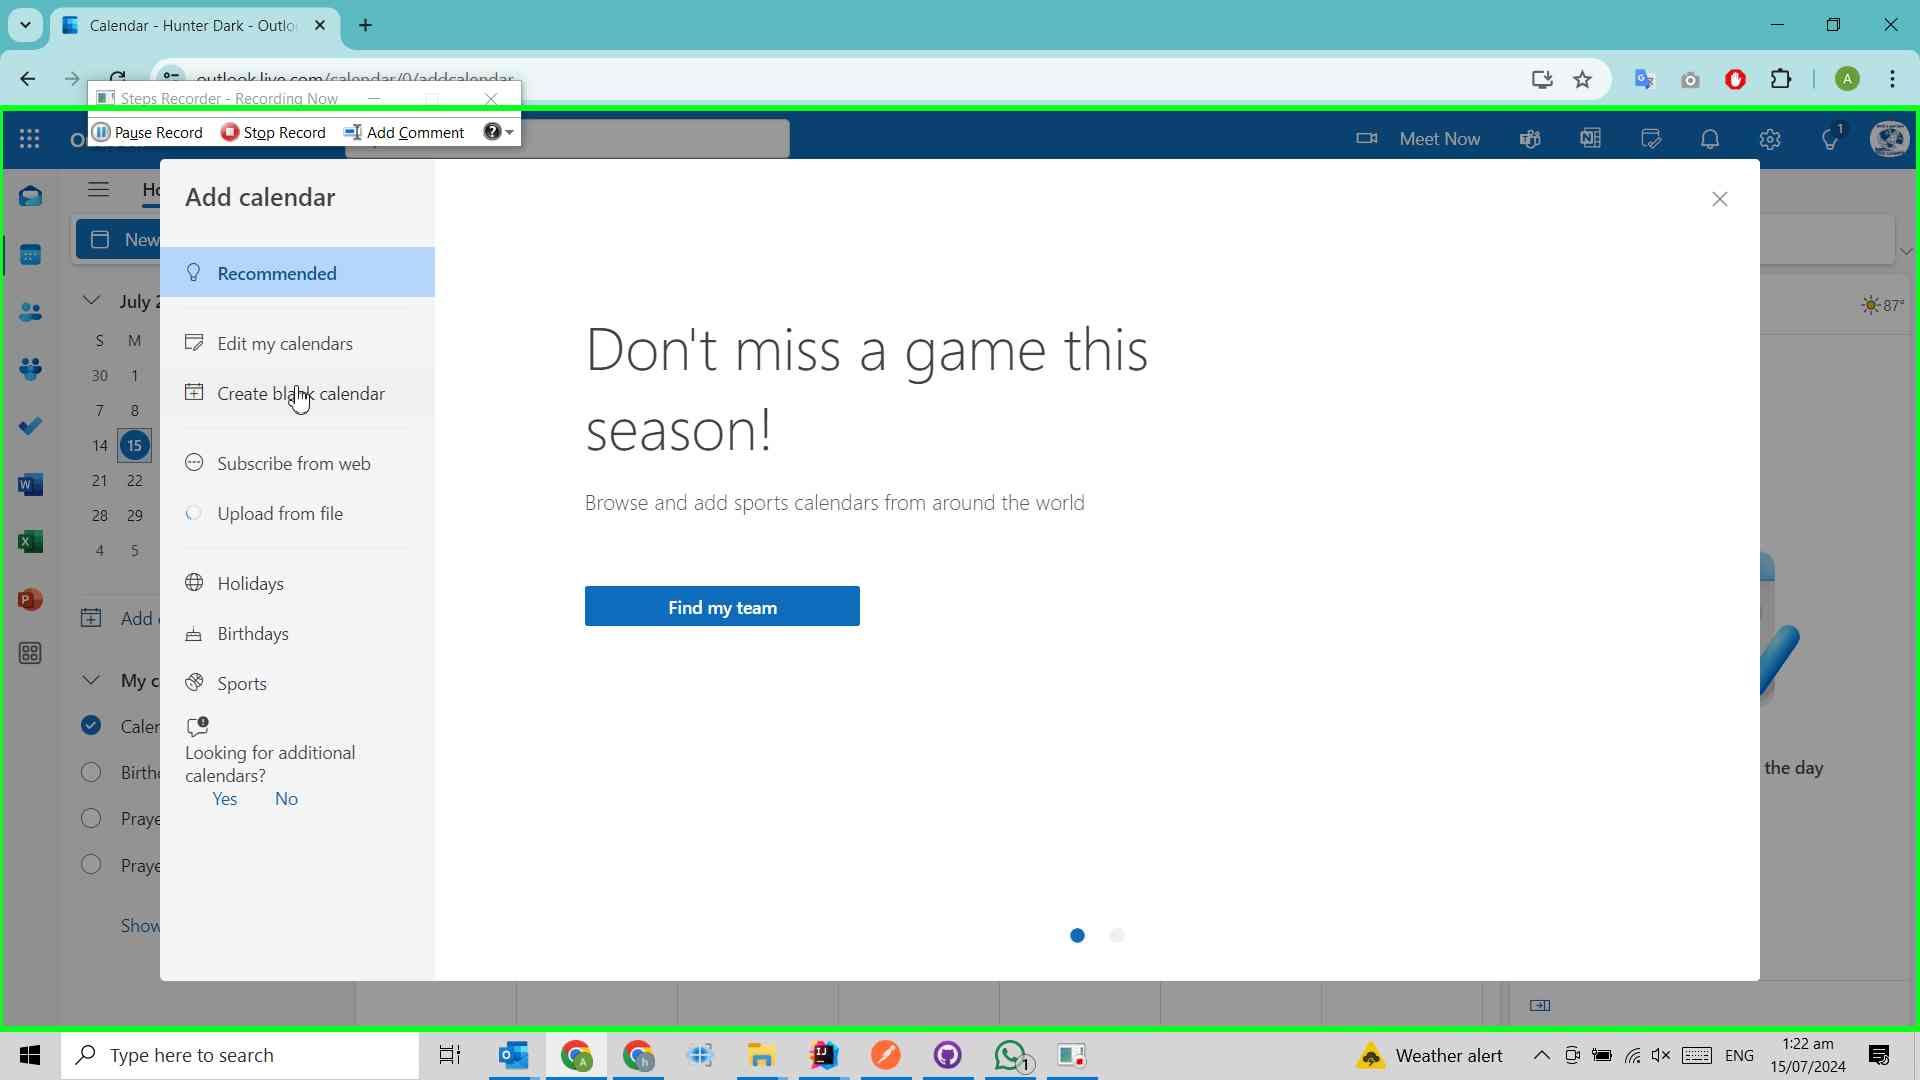 Calendar - Hunter Dark - Outlo
outlook.live.com/calendar/0/addcalendar
A
Steps Recorder - Recording Now
Pause Record
Stop Record
Add Comment
Meet Now
1
Add calendar
Recommended
Edit my calendars
Create blank calendar
Subscribe from web
Upload from file
Holidays
Birthdays
Sports
Looking for additional
calendars?
Yes No
Don't miss a game this
season!
Browse and add sports calendars from around the world
Find my team
New
July 2
S M
30 1
7 8
14 15
21 22
28 29
4 5
Add
My c
Calen
Birth
Praye
Praye
Show
87°
the day
Type here to search
Weather alert
ENG
1:22 am
15/07/2024